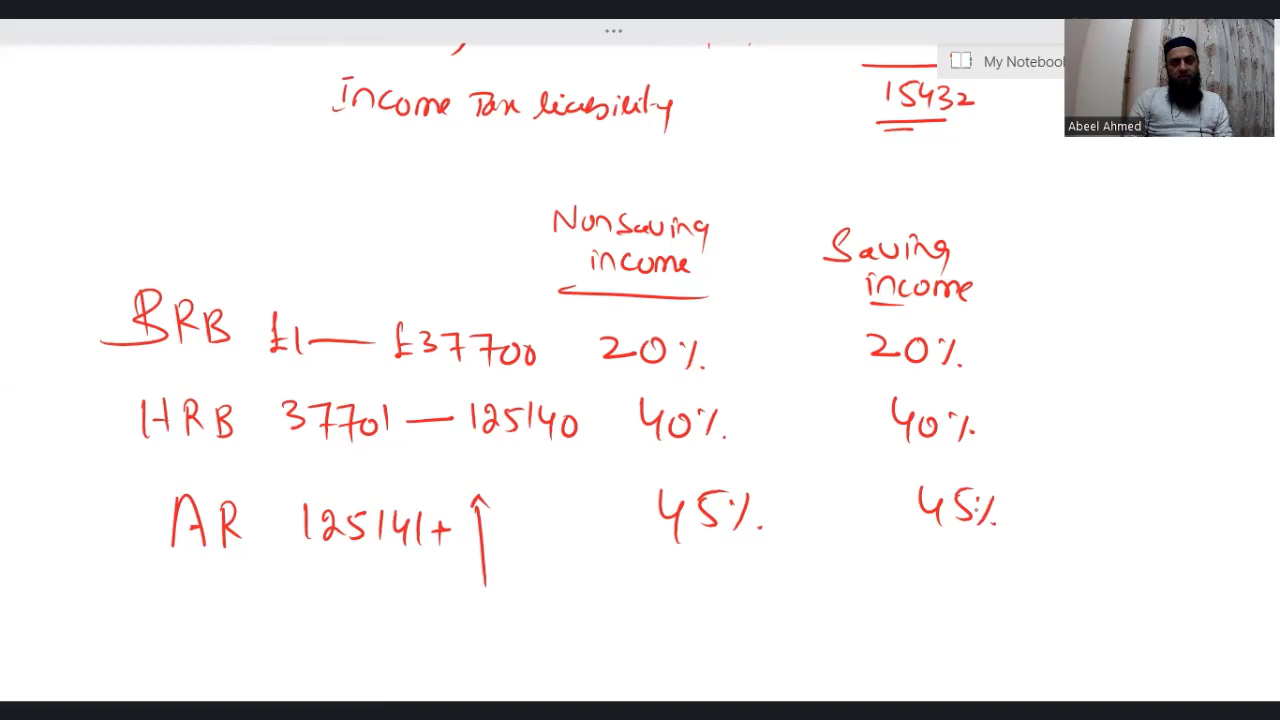 My Notebook
Abeel Ahmed
Income Tax liability 15432
Nonsaving income
Saving income
BRB £1 — £37700 20% 20%
HRB 37701 — 125140 40% 40%
AR 125141+ ↑ 45% 45%